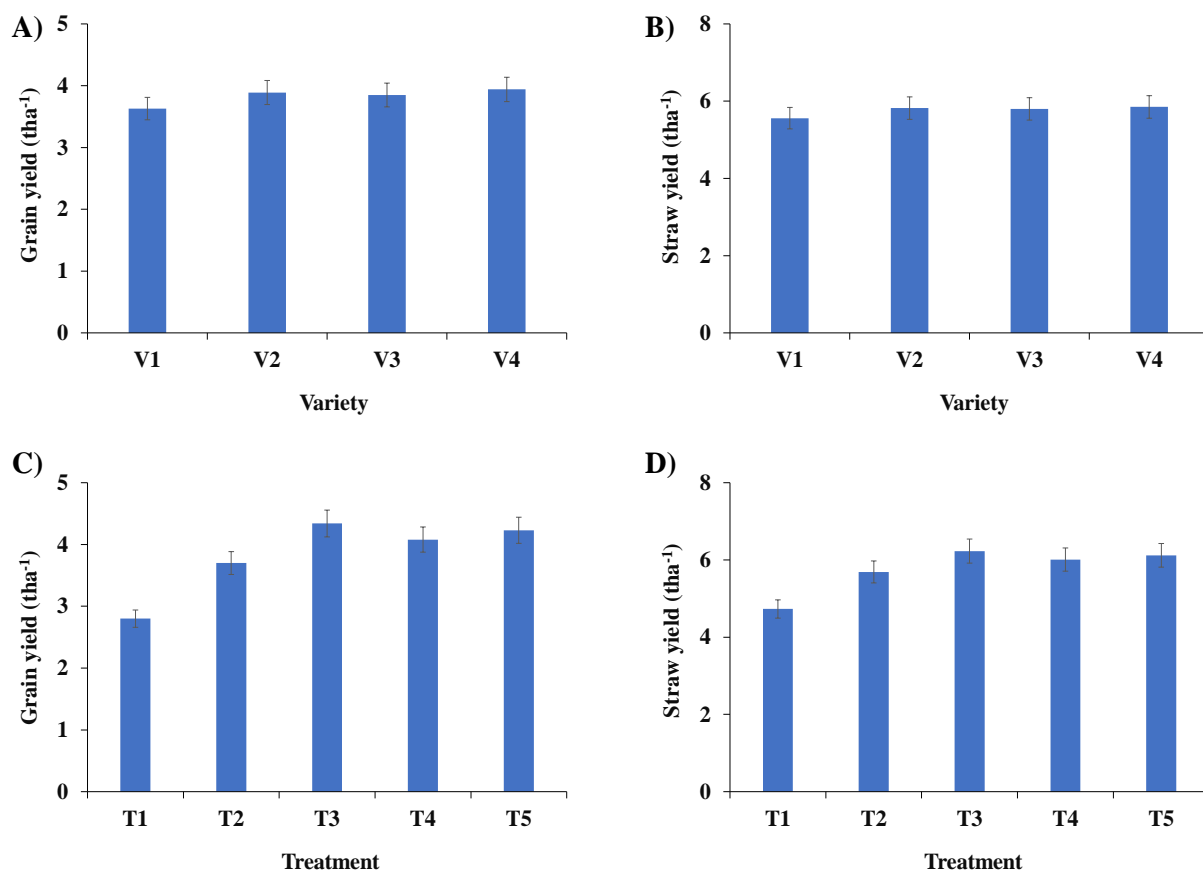 A)
Grain yield (tha-1)
5
4
3
2
1
0
V1 V2 V3 V4
Variety
B)
Straw yield (tha-1)
8
6
4
2
0
V1 V2 V3 V4
Variety
C)
Grain yield (tha-1)
5
4
3
2
1
0
T1 T2 T3 T4 T5
Treatment
D)
Straw yield (tha-1)
8
6
4
2
0
T1 T2 T3 T4 T5
Treatment